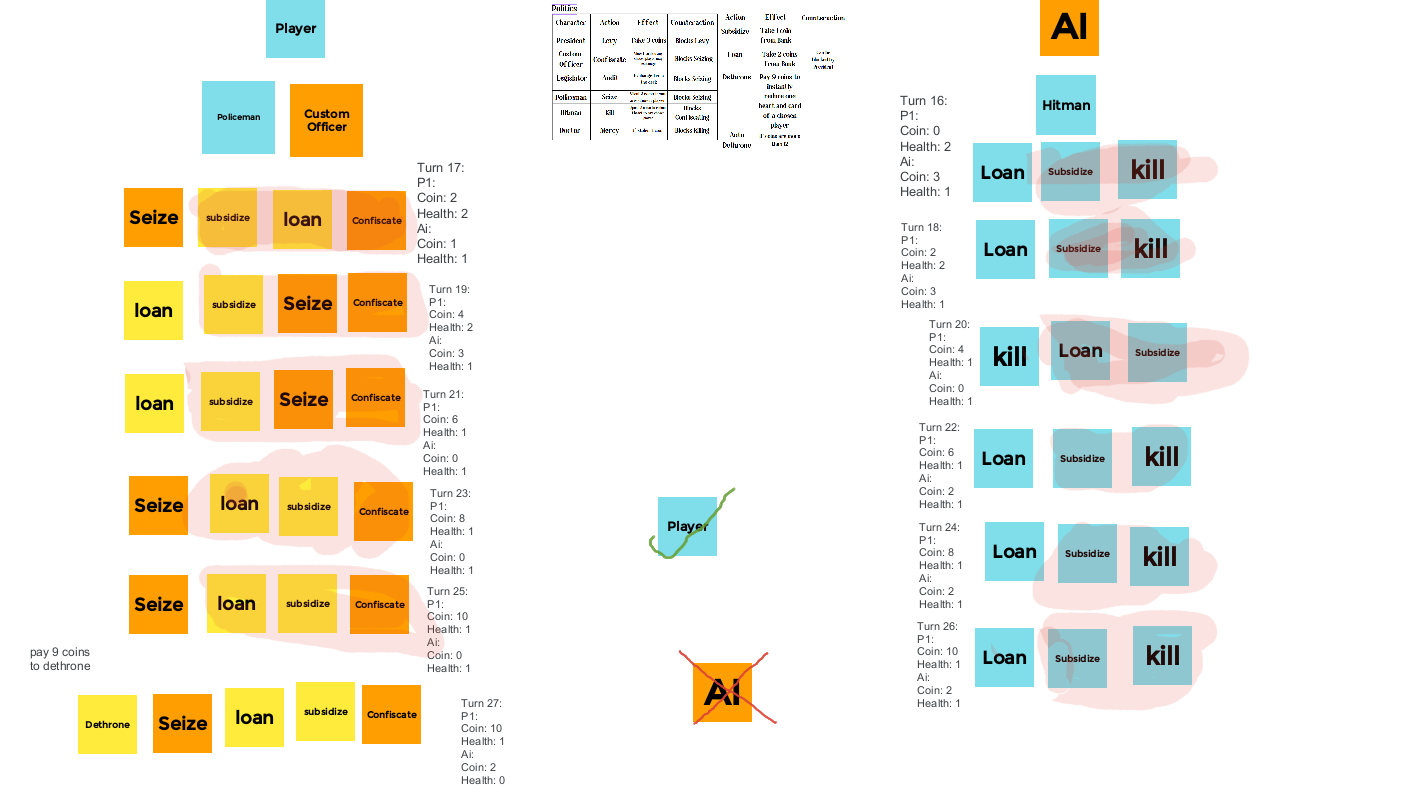 Player
Policeman
Custom
Officer
Seize
subsidize
loan
Confiscate
Turn 17:
P1:
Coin: 2
Health: 2
Ai:
Coin: 1
Health: 1
loan
subsidize
Seize
Confiscate
Turn 19:
P1:
Coin: 4
Health: 2
Ai:
Coin: 3
Health: 1
loan
subsidize
Seize
Confiscate
Turn 21:
P1:
Coin: 6
Health: 1
Ai:
Coin: 0
Health: 1
Seize
loan
subsidize
Confiscate
Turn 23:
P1:
Coin: 8
Health: 1
Ai:
Coin: 0
Health: 1
Seize
loan
subsidize
Confiscate
Turn 25:
P1:
Coin: 10
Health: 1
Ai:
Coin: 0
Health: 1
pay 9 coins
to dethrone
Dethrone
Seize
loan
subsidize
Confiscate
Turn 27:
P1:
Coin: 10
Health: 1
Ai:
Coin: 2
Health: 0
Politics
Character Action Effect Counteraction
President Levy Take 3 coins Blocks Levy
Custom
Officer
Confiscate
Blocks Seizing
Legislator Audit
Blocks Seizing
Policeman Seize
Blocks Seizing
Hitman Kill
Blocks
Confiscating
Doctor Mercy
Blocks Killing
Action Effect Counteraction
Subsidize
Take 1 coin
from Bank
Loan
Take 2 coins
from Bank
Dethrone
Pay 9 coins to
instantly
remove one
heart and card
of a chosen
player
Auto
Dethrone
Player
AI
AI
Hitman
Turn 16:
P1:
Coin: 0
Health: 2
Ai:
Coin: 3
Health: 1
Loan
Subsidize
kill
Turn 18:
P1:
Coin: 2
Health: 2
Ai:
Coin: 3
Health: 1
Loan
Subsidize
kill
Turn 20:
P1:
Coin: 4
Health: 1
Ai:
Coin: 0
Health: 1
kill
Loan
Subsidize
Turn 22:
P1:
Coin: 6
Health: 1
Ai:
Coin: 2
Health: 1
Loan
Subsidize
kill
Turn 24:
P1:
Coin: 8
Health: 1
Ai:
Coin: 2
Health: 1
Loan
Subsidize
kill
Turn 26:
P1:
Coin: 10
Health: 1
Ai:
Coin: 2
Health: 1
Loan
Subsidize
kill